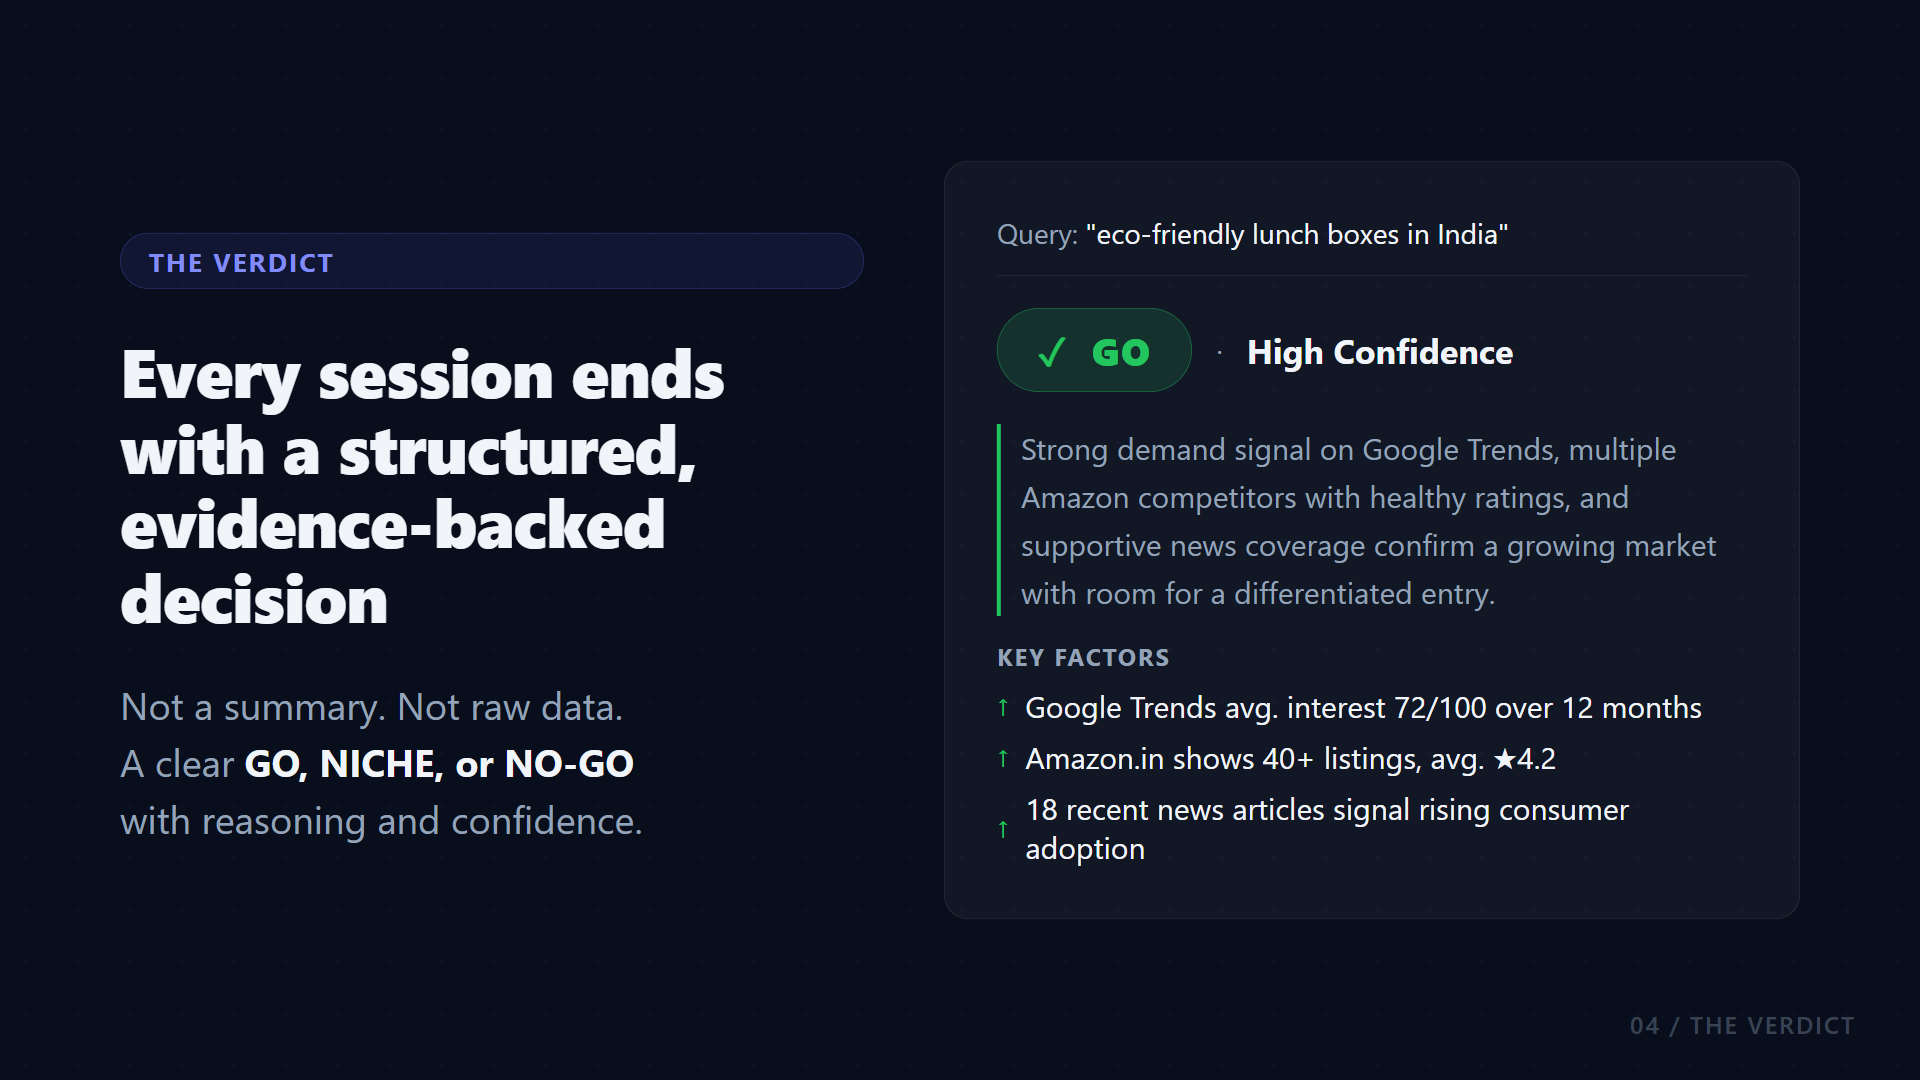 THE VERDICT
Every session ends
with a structured,
evidence-backed
decision
Not a summary. Not raw data.
A clear GO, NICHE, or NO-GO
with reasoning and confidence.
Query: "eco-friendly lunch boxes in India"
✓ GO · High Confidence
Strong demand signal on Google Trends, multiple
Amazon competitors with healthy ratings, and
supportive news coverage confirm a growing market
with room for a differentiated entry.
KEY FACTORS
↑ Google Trends avg. interest 72/100 over 12 months
↑ Amazon.in shows 40+ listings, avg. ★4.2
↑ 18 recent news articles signal rising consumer
adoption
04 / THE VERDICT